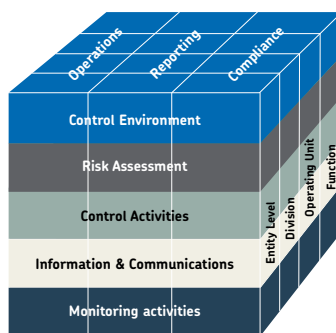 Operations
Reporting
Compliance
Control Environment
Risk Assessment
Control Activities
Information & Communications
Monitoring activities
Entity Level
Division
Operating Unit
Function